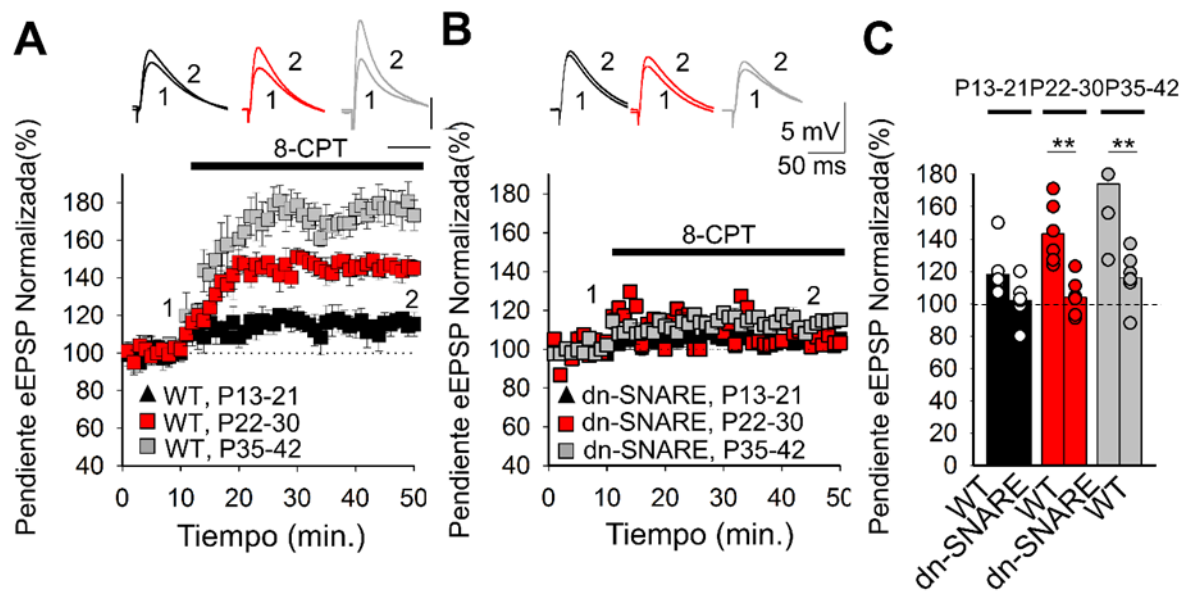 A
2
2
2
1
1
1
Pendiente eEPSP Normalizada(%)
8-CPT
180
160
140
120
100
80
60
40
1
2
WT, P13-21
WT, P22-30
WT, P35-42
0
10
20
30
40
50
Tiempo (min.)
B
2
2
2
1
1
1
5 mV
50 ms
Pendiente eEPSP Normalizada(%)
8-CPT
180
160
140
120
100
80
60
40
1
2
dn-SNARE, P13-21
dn-SNARE, P22-30
dn-SNARE, P35-42
0
10
20
30
40
50
Tiempo (min.)
C
P13-21P22-30P35-42
** **
Pendiente eEPSP Normalizada(%)
180
160
140
120
100
80
60
40
20
0
WT
dn-SNARE
WT
dn-SNARE
WT